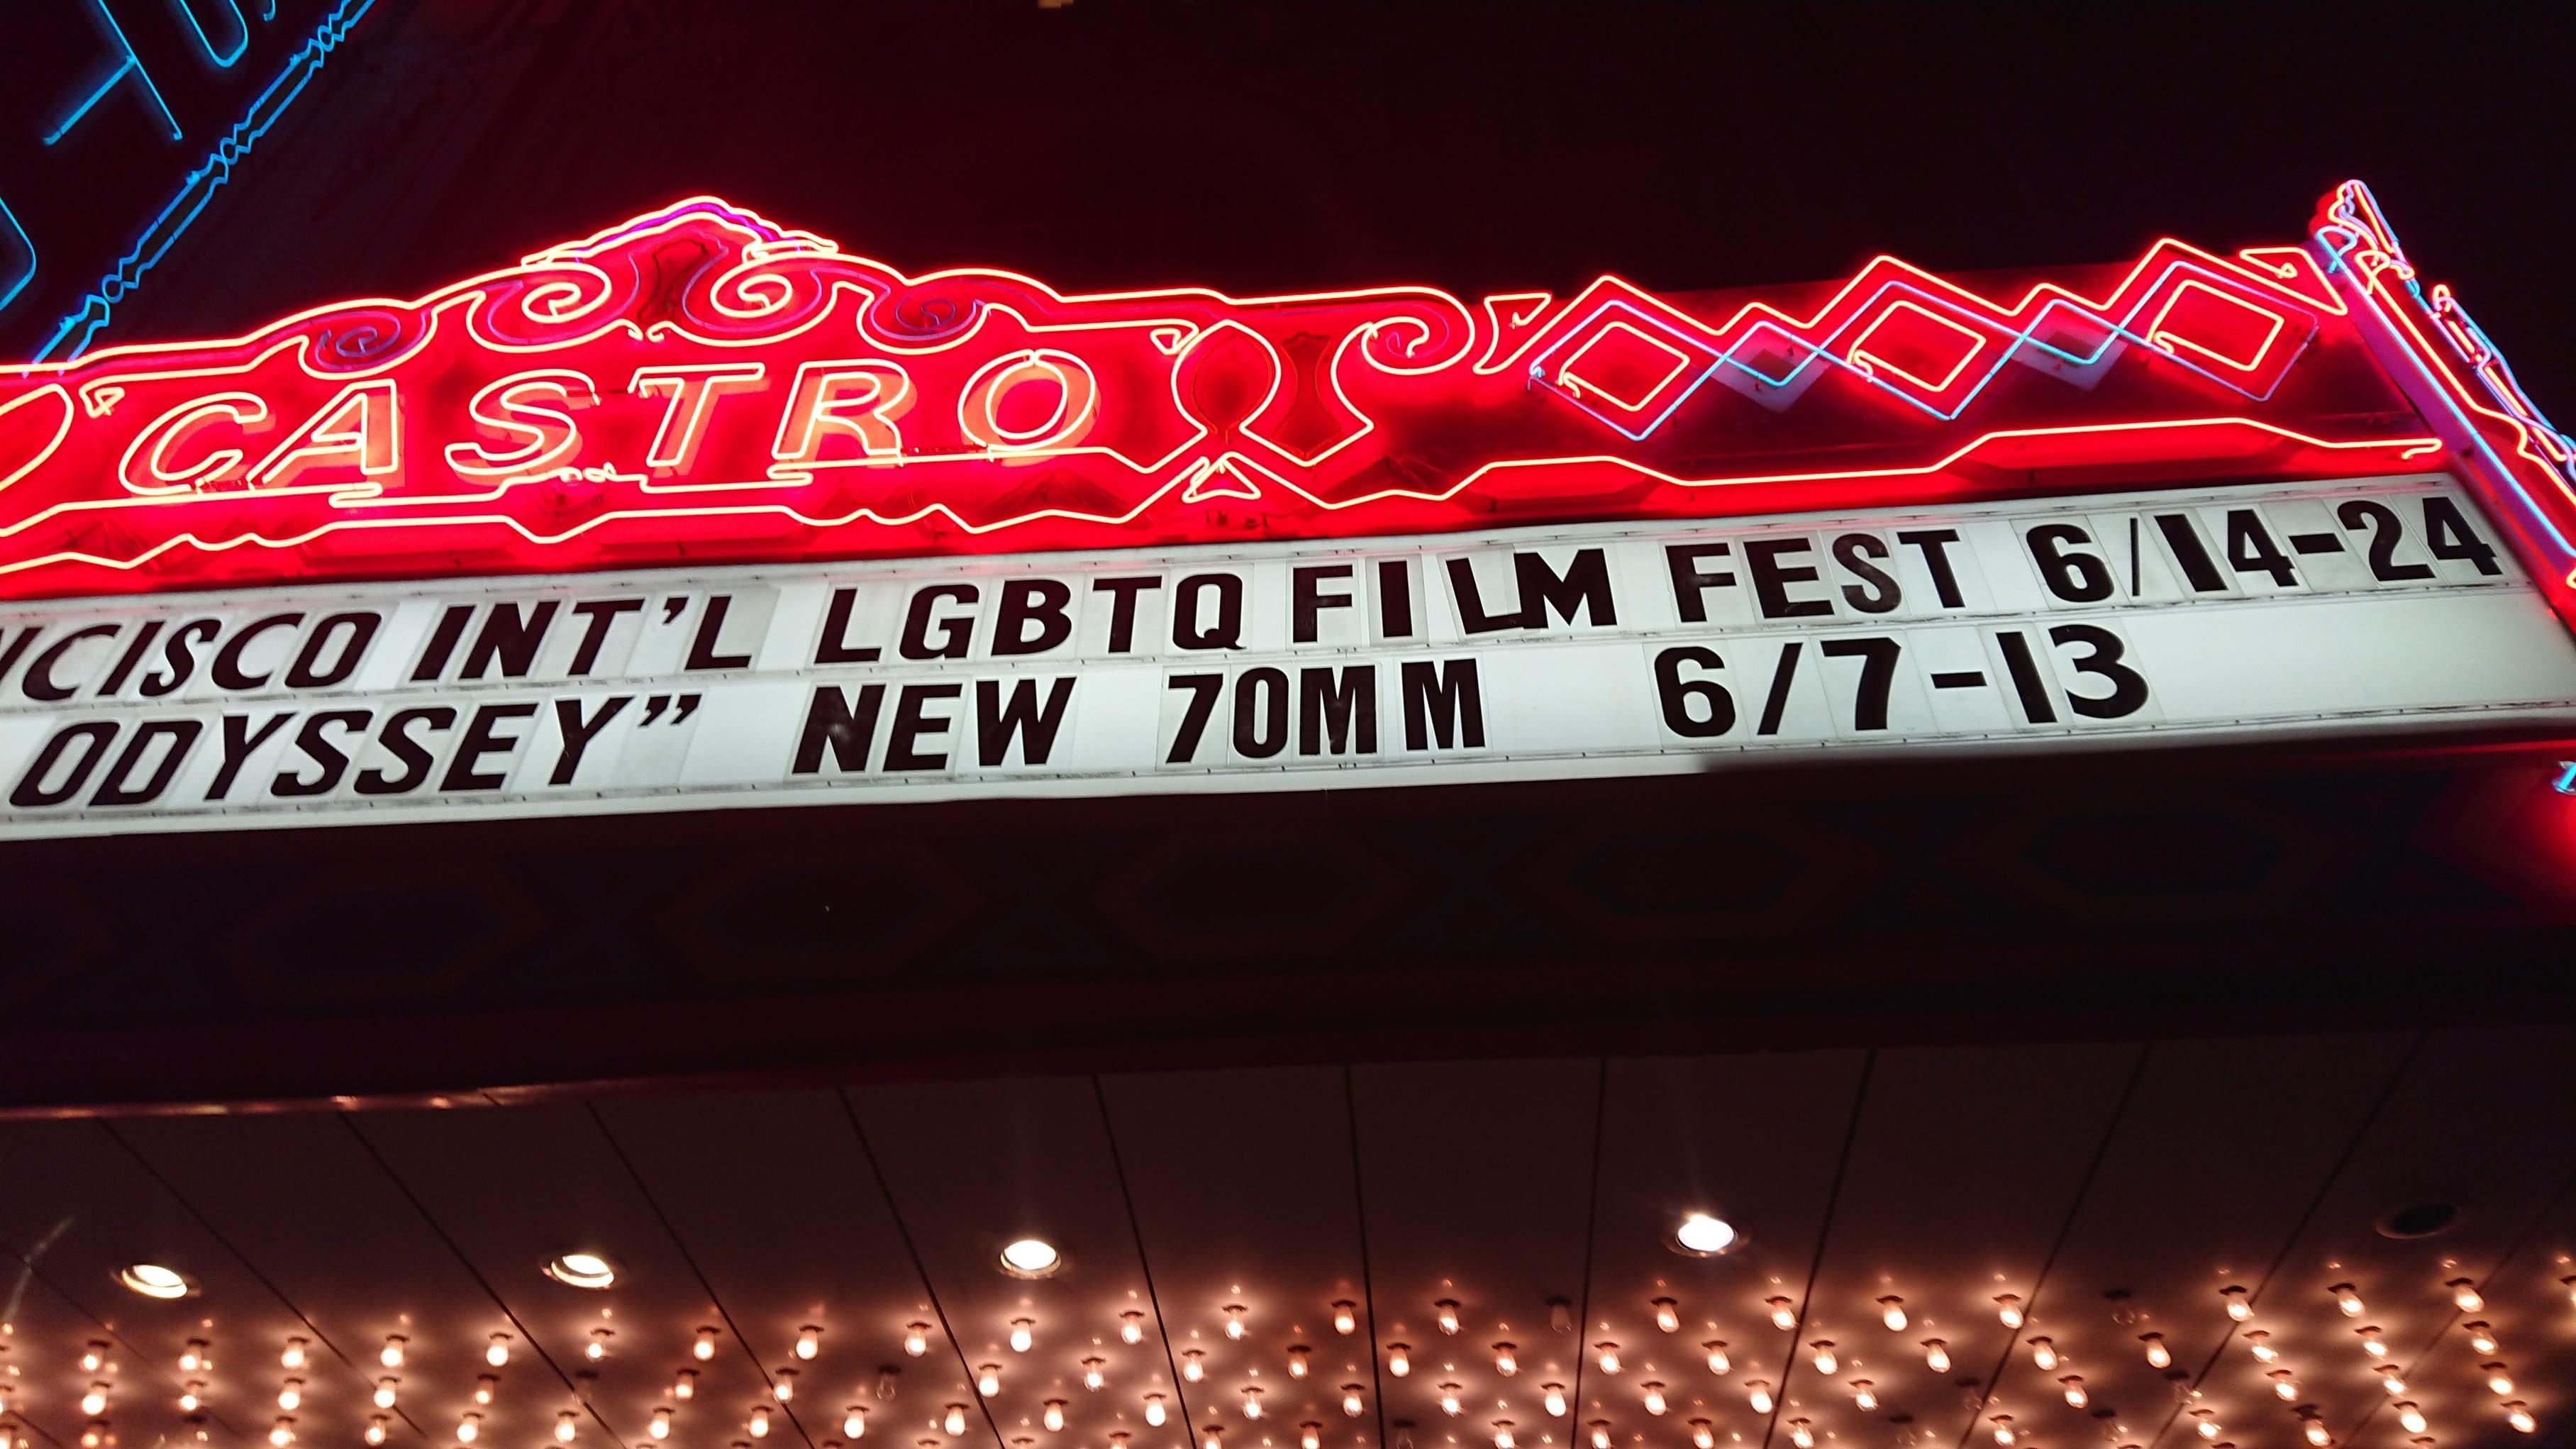 CASTRO
NCISCO INT'L LGBTQ FILM FEST 6/14-24
ODYSSEY" NEW 70MM 6/7-13